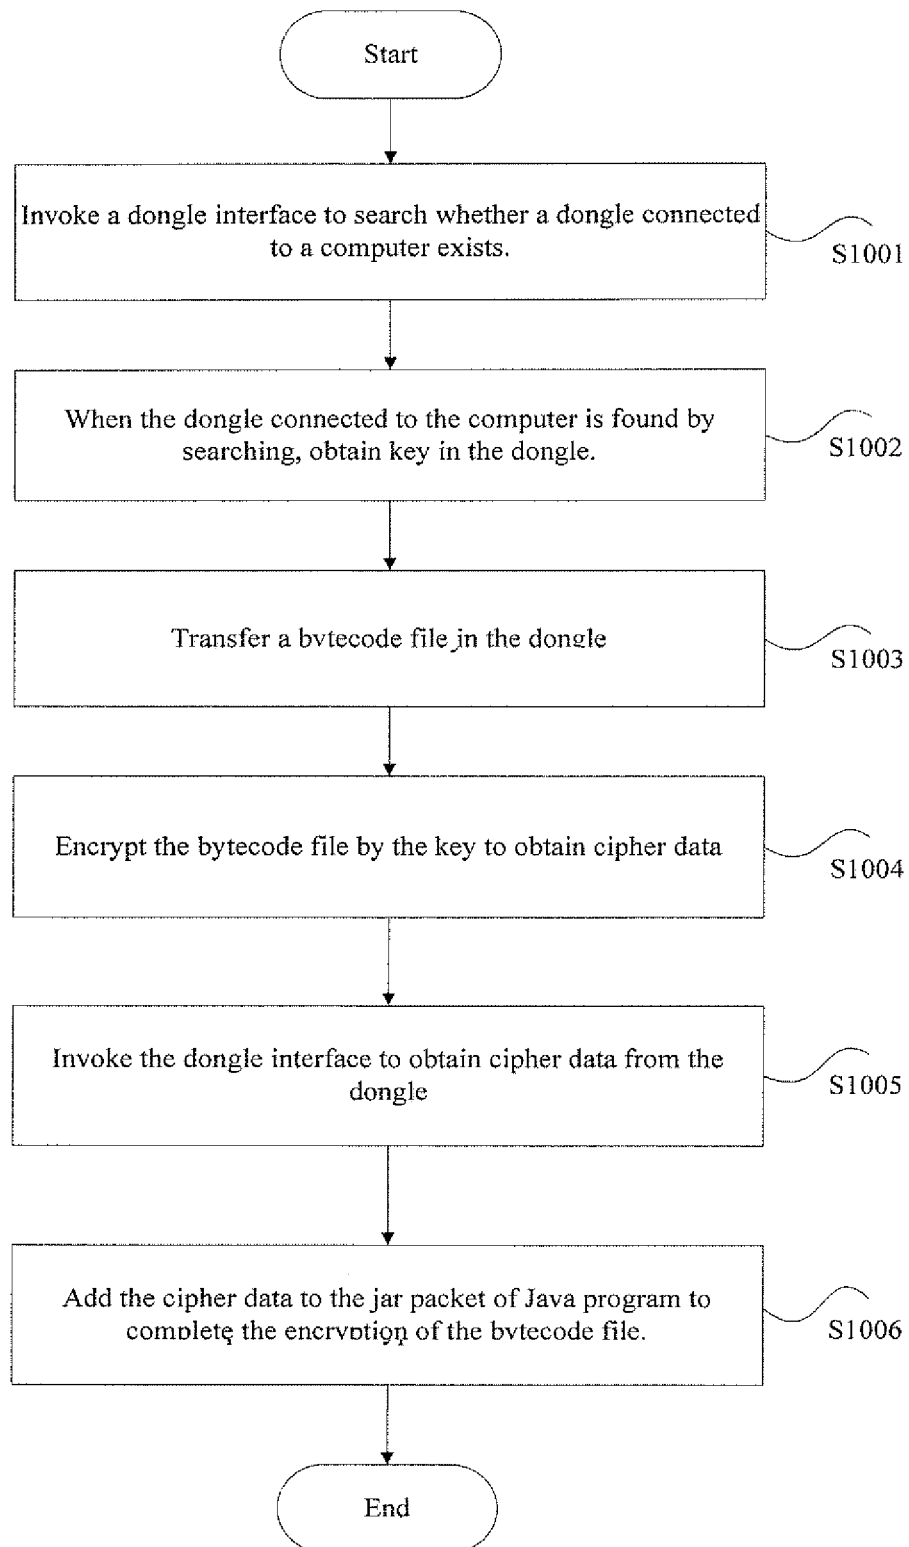 Start
Invoke a dongle interface to search whether a dongle connected
to a computer exists.
S1001
When the dongle connected to the computer is found by
searching, obtain key in the dongle.
S1002
Transfer a bytecode file in the dongle
S1003
Encrypt the bytecode file by the key to obtain cipher data
S1004
Invoke the dongle interface to obtain cipher data from the
dongle
S1005
Add the cipher data to the jar packet of Java program to
complete the encryption of the bytecode file.
S1006
End